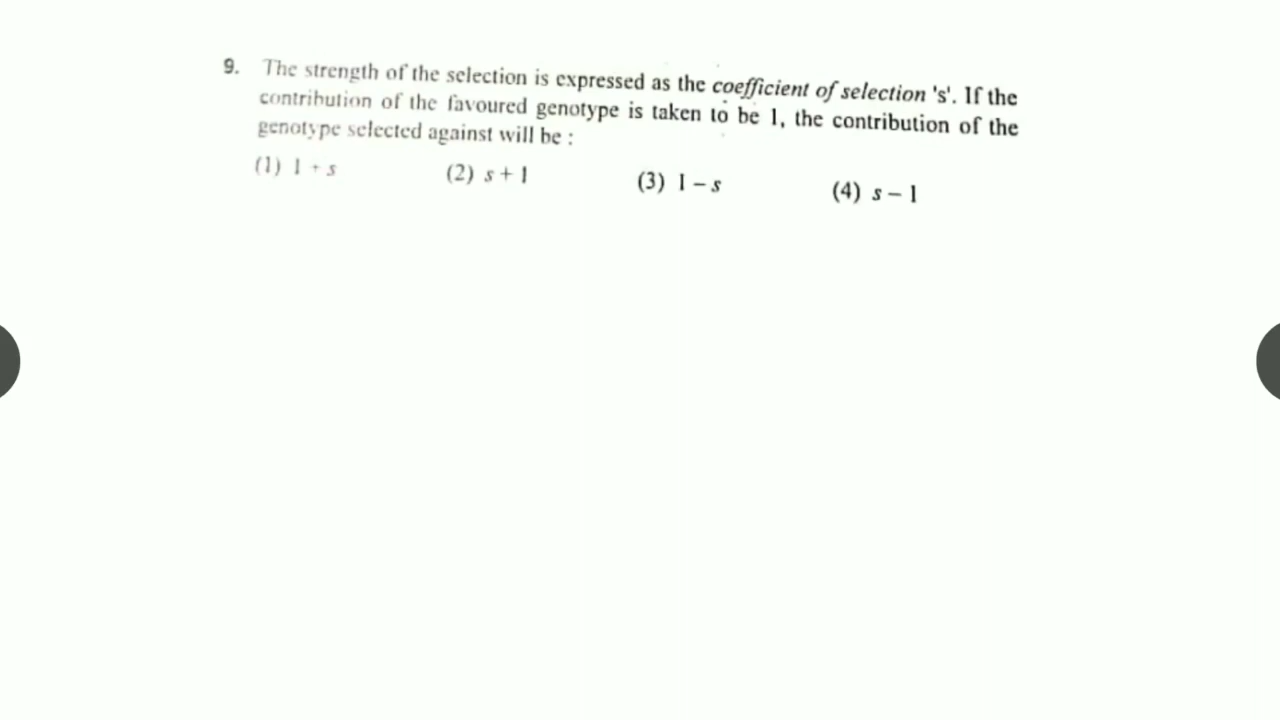 9. The strength of the selection is expressed as the coefficient of selection 's'. If the
contribution of the favoured genotype is taken to be 1, the contribution of the
genotype selected against will be :
(1) 1 + s (2) s + 1 (3) 1 – s (4) s – 1